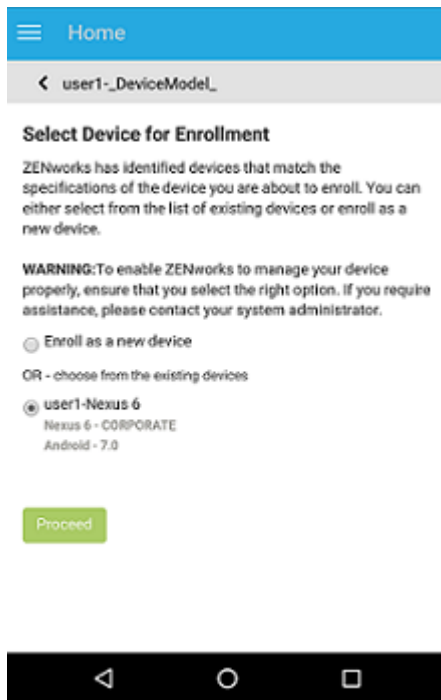 Home
user1-_DeviceModel_
Select Device for Enrollment
ZENworks has identified devices that match the
specifications of the device you are about to enroll. You can
either select from the list of existing devices or enroll as a
new device.
WARNING:To enable ZENworks to manage your device
properly, ensure that you select the right option. If you require
assistance, please contact your system administrator.
Enroll as a new device
OR - choose from the existing devices
user1-Nexus 6
Nexus 6 - CORPORATE
Android - 7.0
Proceed